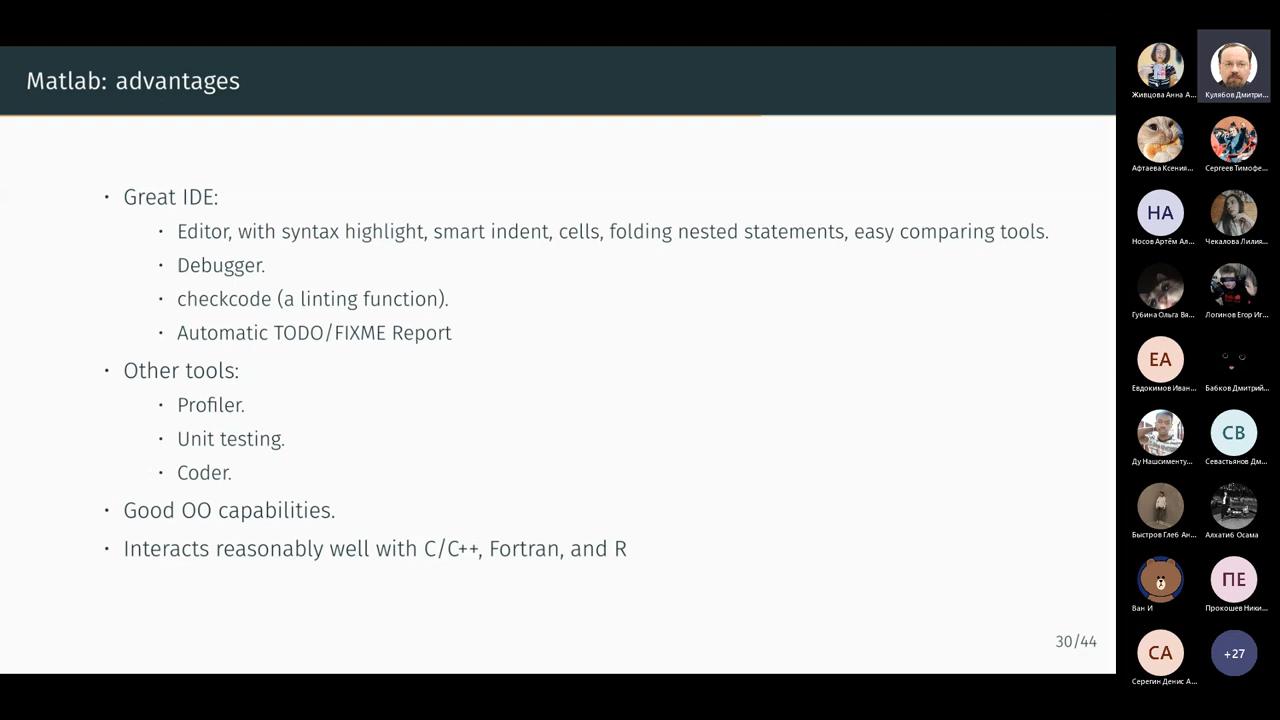 Matlab: advantages
• Great IDE:
• Editor, with syntax highlight, smart indent, cells, folding nested statements, easy comparing tools.
• Debugger.
• checkcode (a linting function).
• Automatic TODO/FIXME Report
• Other tools:
• Profiler.
• Unit testing.
• Coder.
• Good OO capabilities.
• Interacts reasonably well with C/C++, Fortran, and R
30/44
Живцова Анна А...
Кулябов Дмитри...
Афтаева Ксения...
Сергеев Тимофе...
НА
Носов Артём Ал...
Чекалова Лилия...
Губина Ольга Вя...
Логинов Егор Иг...
ЕА
Евдокимов Иван...
Бабков Дмитрий...
Ду Нашсименту...
СВ
Севастьянов Дм...
Быстров Глеб Ан...
Алхатиб Осама
Ван И
ПЕ
Прокошев Ники...
СА
Серегин Денис А...
+27